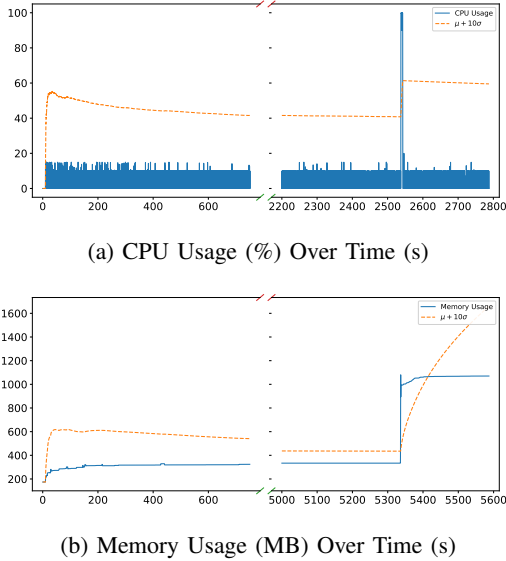 100
80
60
40
20
0
CPU Usage
μ + 10σ
0 200 400 600 2200 2300 2400 2500 2600 2700 2800
(a) CPU Usage (%) Over Time (s)
1600
1400
1200
1000
800
600
400
200
Memory Usage
μ + 10σ
0 200 400 600 5000 5100 5200 5300 5400 5500 5600
(b) Memory Usage (MB) Over Time (s)